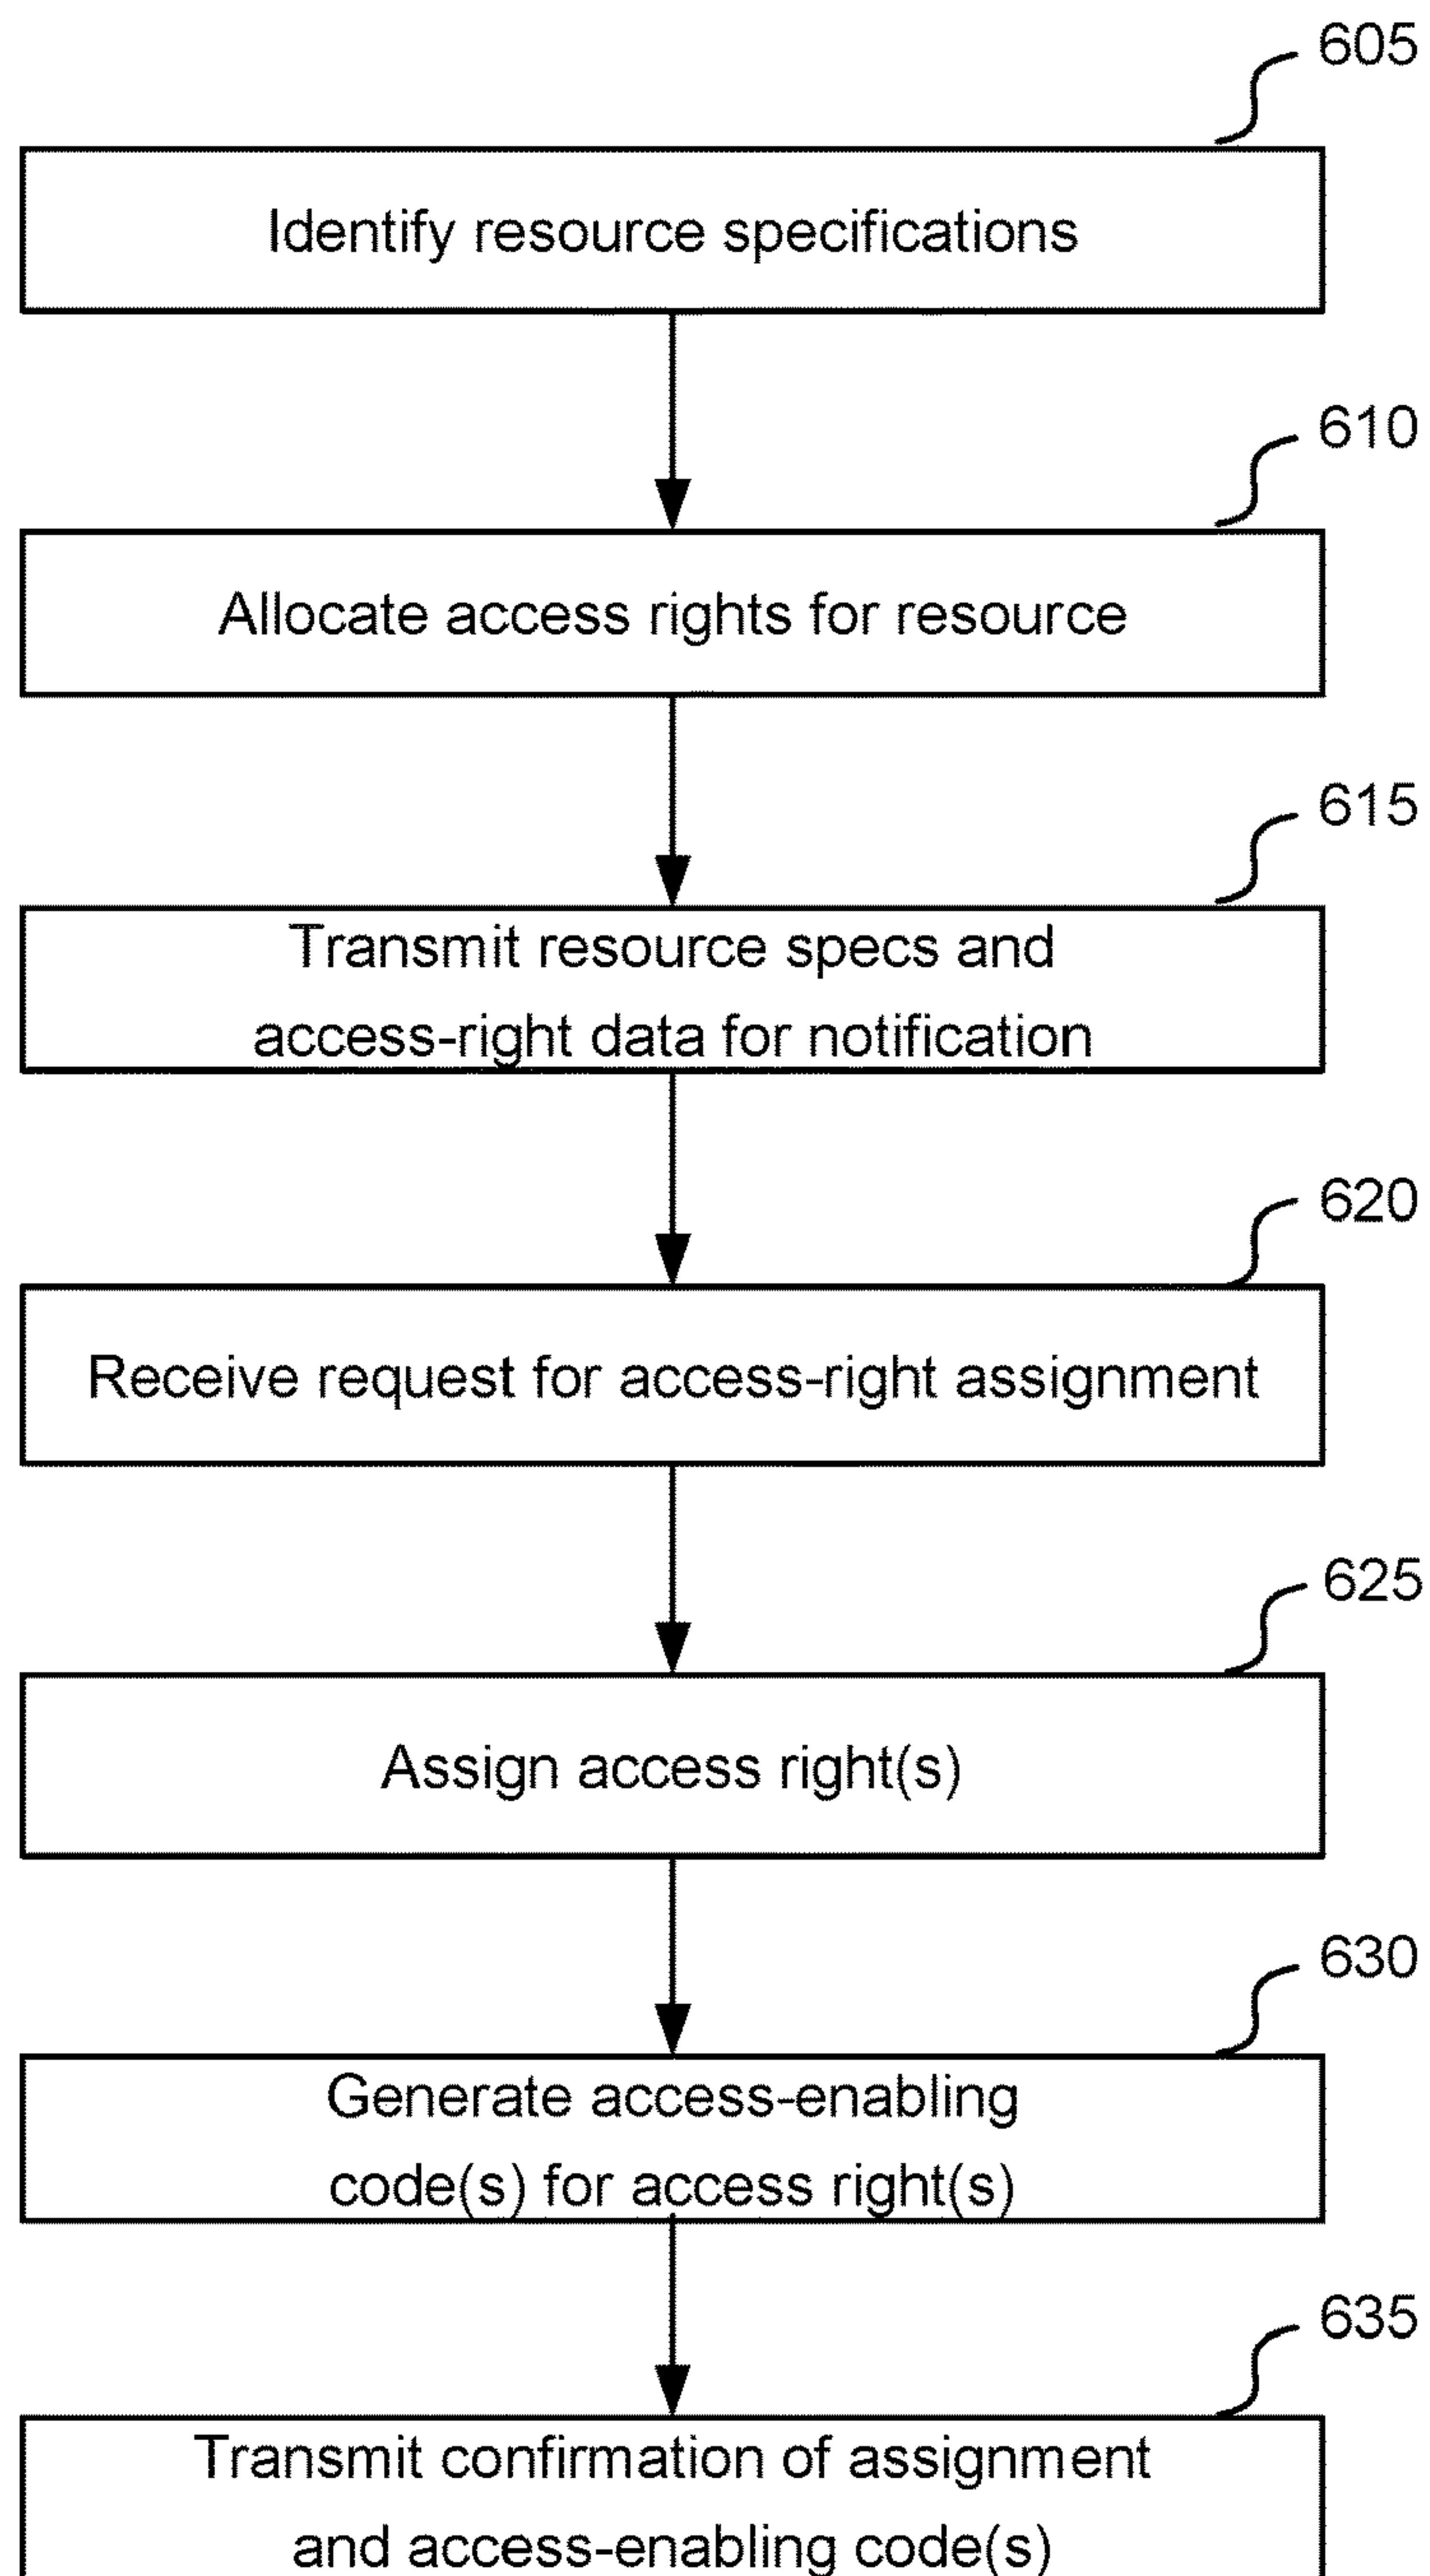 605
Identify resource specifications
610
Allocate access rights for resource
615
Transmit resource specs and
access-right data for notification
620
Receive request for access-right assignment
625
Assign access right(s)
630
Generate access-enabling
code(s) for access right(s)
635
Transmit confirmation of assignment
and access-enabling code(s)